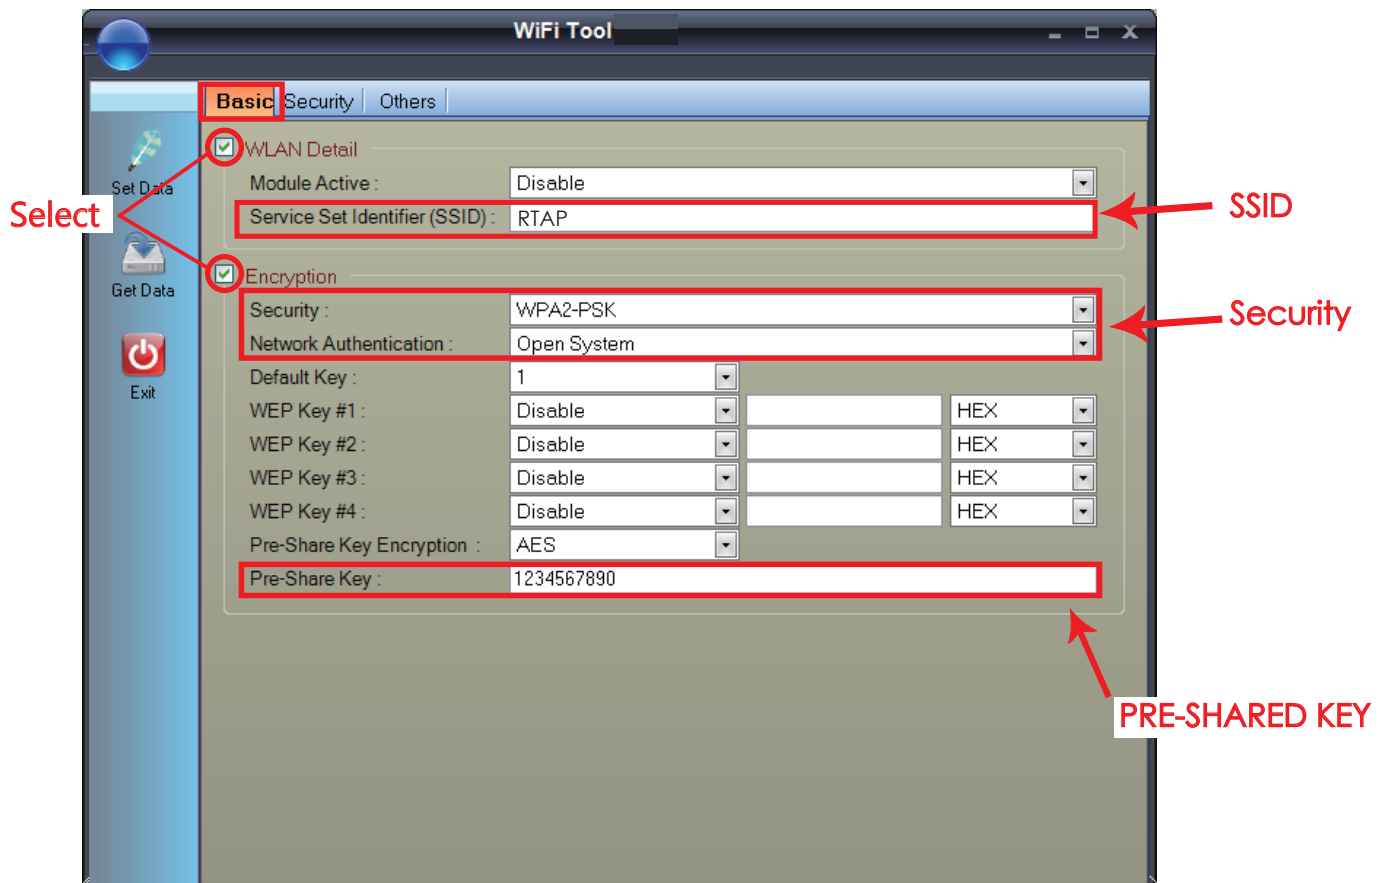 WiFi Tool
Basic Security Others
WLAN Detail
Set Data
Module Active : Disable
Select
Service Set Identifier (SSID) : RTAP
SSID
Encryption
Get Data
Security : WPA2-PSK
Security
Network Authentication : Open System
Default Key : 1
Exit
WEP Key #1 : Disable HEX
WEP Key #2 : Disable HEX
WEP Key #3 : Disable HEX
WEP Key #4 : Disable HEX
Pre-Share Key Encryption : AES
Pre-Share Key : 1234567890
PRE-SHARED KEY